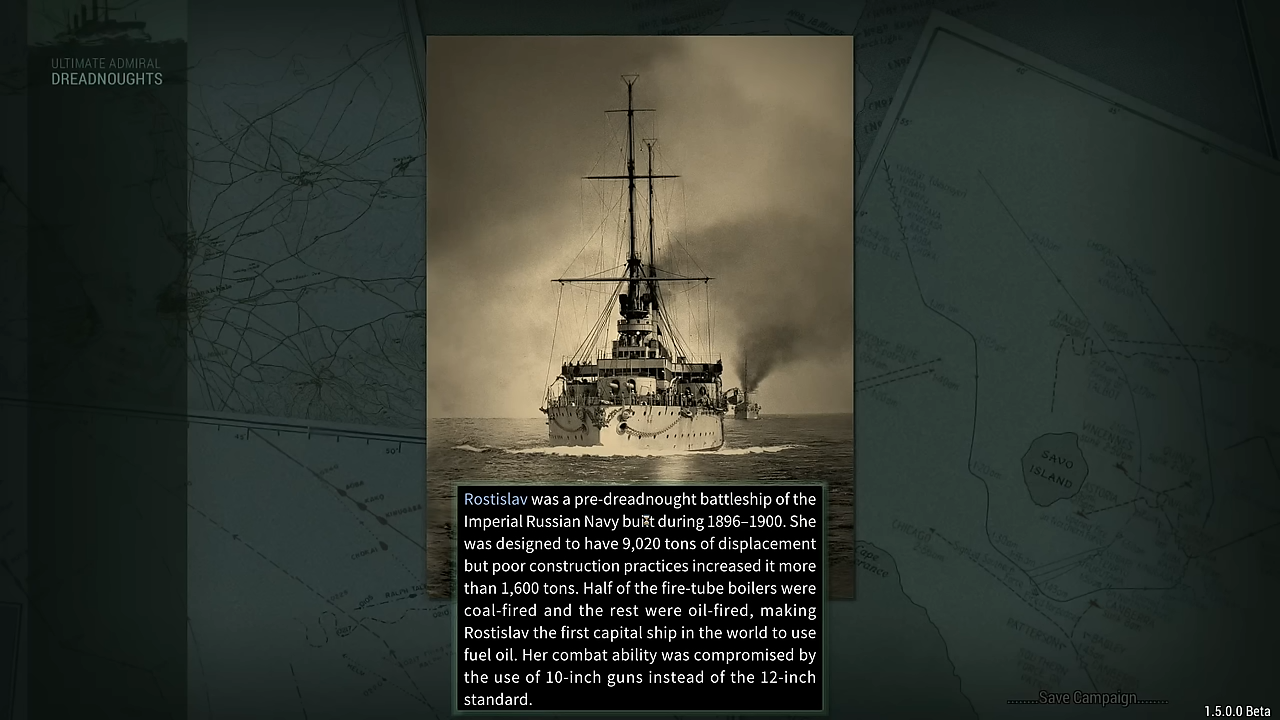 ULTIMATE ADMIRAL
DREADNOUGHTS
SAVO
ISLAND
Rostislav was a pre-dreadnought battleship of the
Imperial Russian Navy built during 1896–1900. She
was designed to have 9,020 tons of displacement
but poor construction practices increased it more
than 1,600 tons. Half of the fire-tube boilers were
coal-fired and the rest were oil-fired, making
Rostislav the first capital ship in the world to use
fuel oil. Her combat ability was compromised by
the use of 10-inch guns instead of the 12-inch
standard.
........Save Campaign........
1.5.0.0 Beta